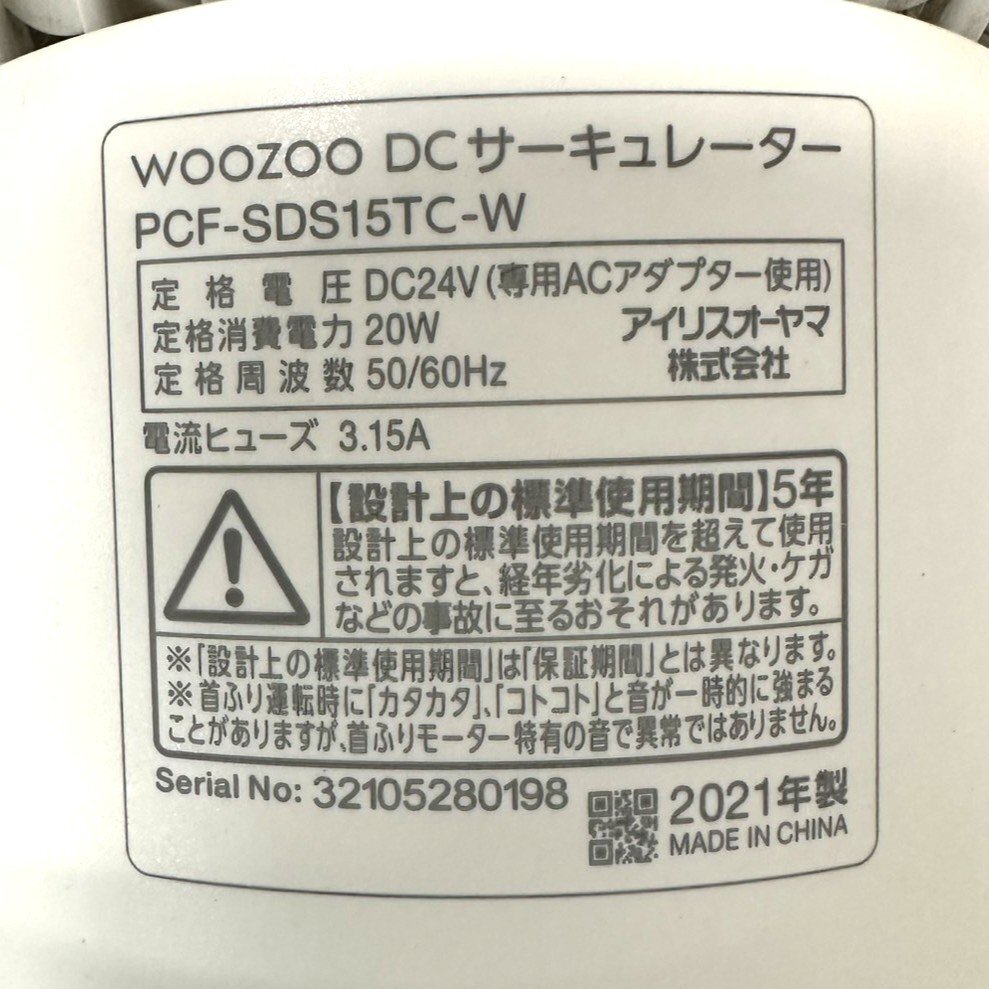 WOOZOO DCサーキュレーター
PCF-SDS15TC-W
定格電圧 DC24V(専用ACアダプター使用)
定格消費電力 20W
アイリスオーヤマ
株式会社
定格周波数 50/60Hz
電流ヒューズ 3.15A
【設計上の標準使用期間】5年
設計上の標準使用期間を超えて使用
されますと、経年劣化による発火・ケガ
などの事故に至るおそれがあります。
※「設計上の標準使用期間」は「保証期間」とは異なります。
※首ふり運転時に「カタカタ」、「コトコト」と音が一時的に強まる
ことがありますが、首ふりモーター特有の音で異常ではありません。
Serial No: 32105280198
2021年製
MADE IN CHINA